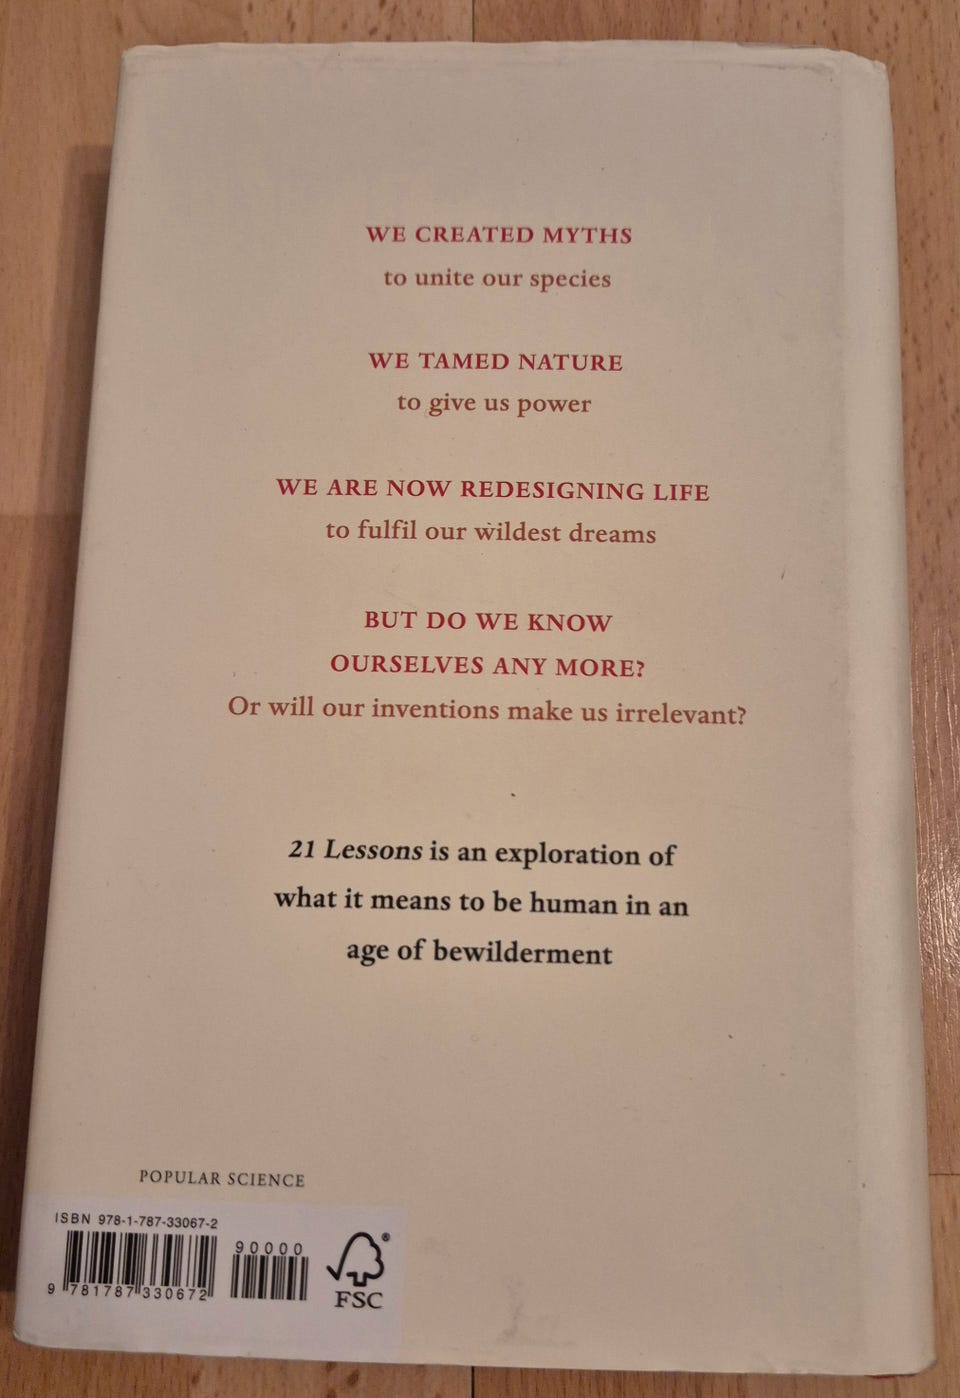 WE CREATED MYTHS
to unite our species
WE TAMED NATURE
to give us power
WE ARE NOW REDESIGNING LIFE
to fulfil our wildest dreams
BUT DO WE KNOW
OURSELVES ANY MORE?
Or will our inventions make us irrelevant?
21 Lessons is an exploration of
what it means to be human in an
age of bewilderment
POPULAR SCIENCE
ISBN 978-1-787-33067-2
90000
9 781787 330672
®
FSC